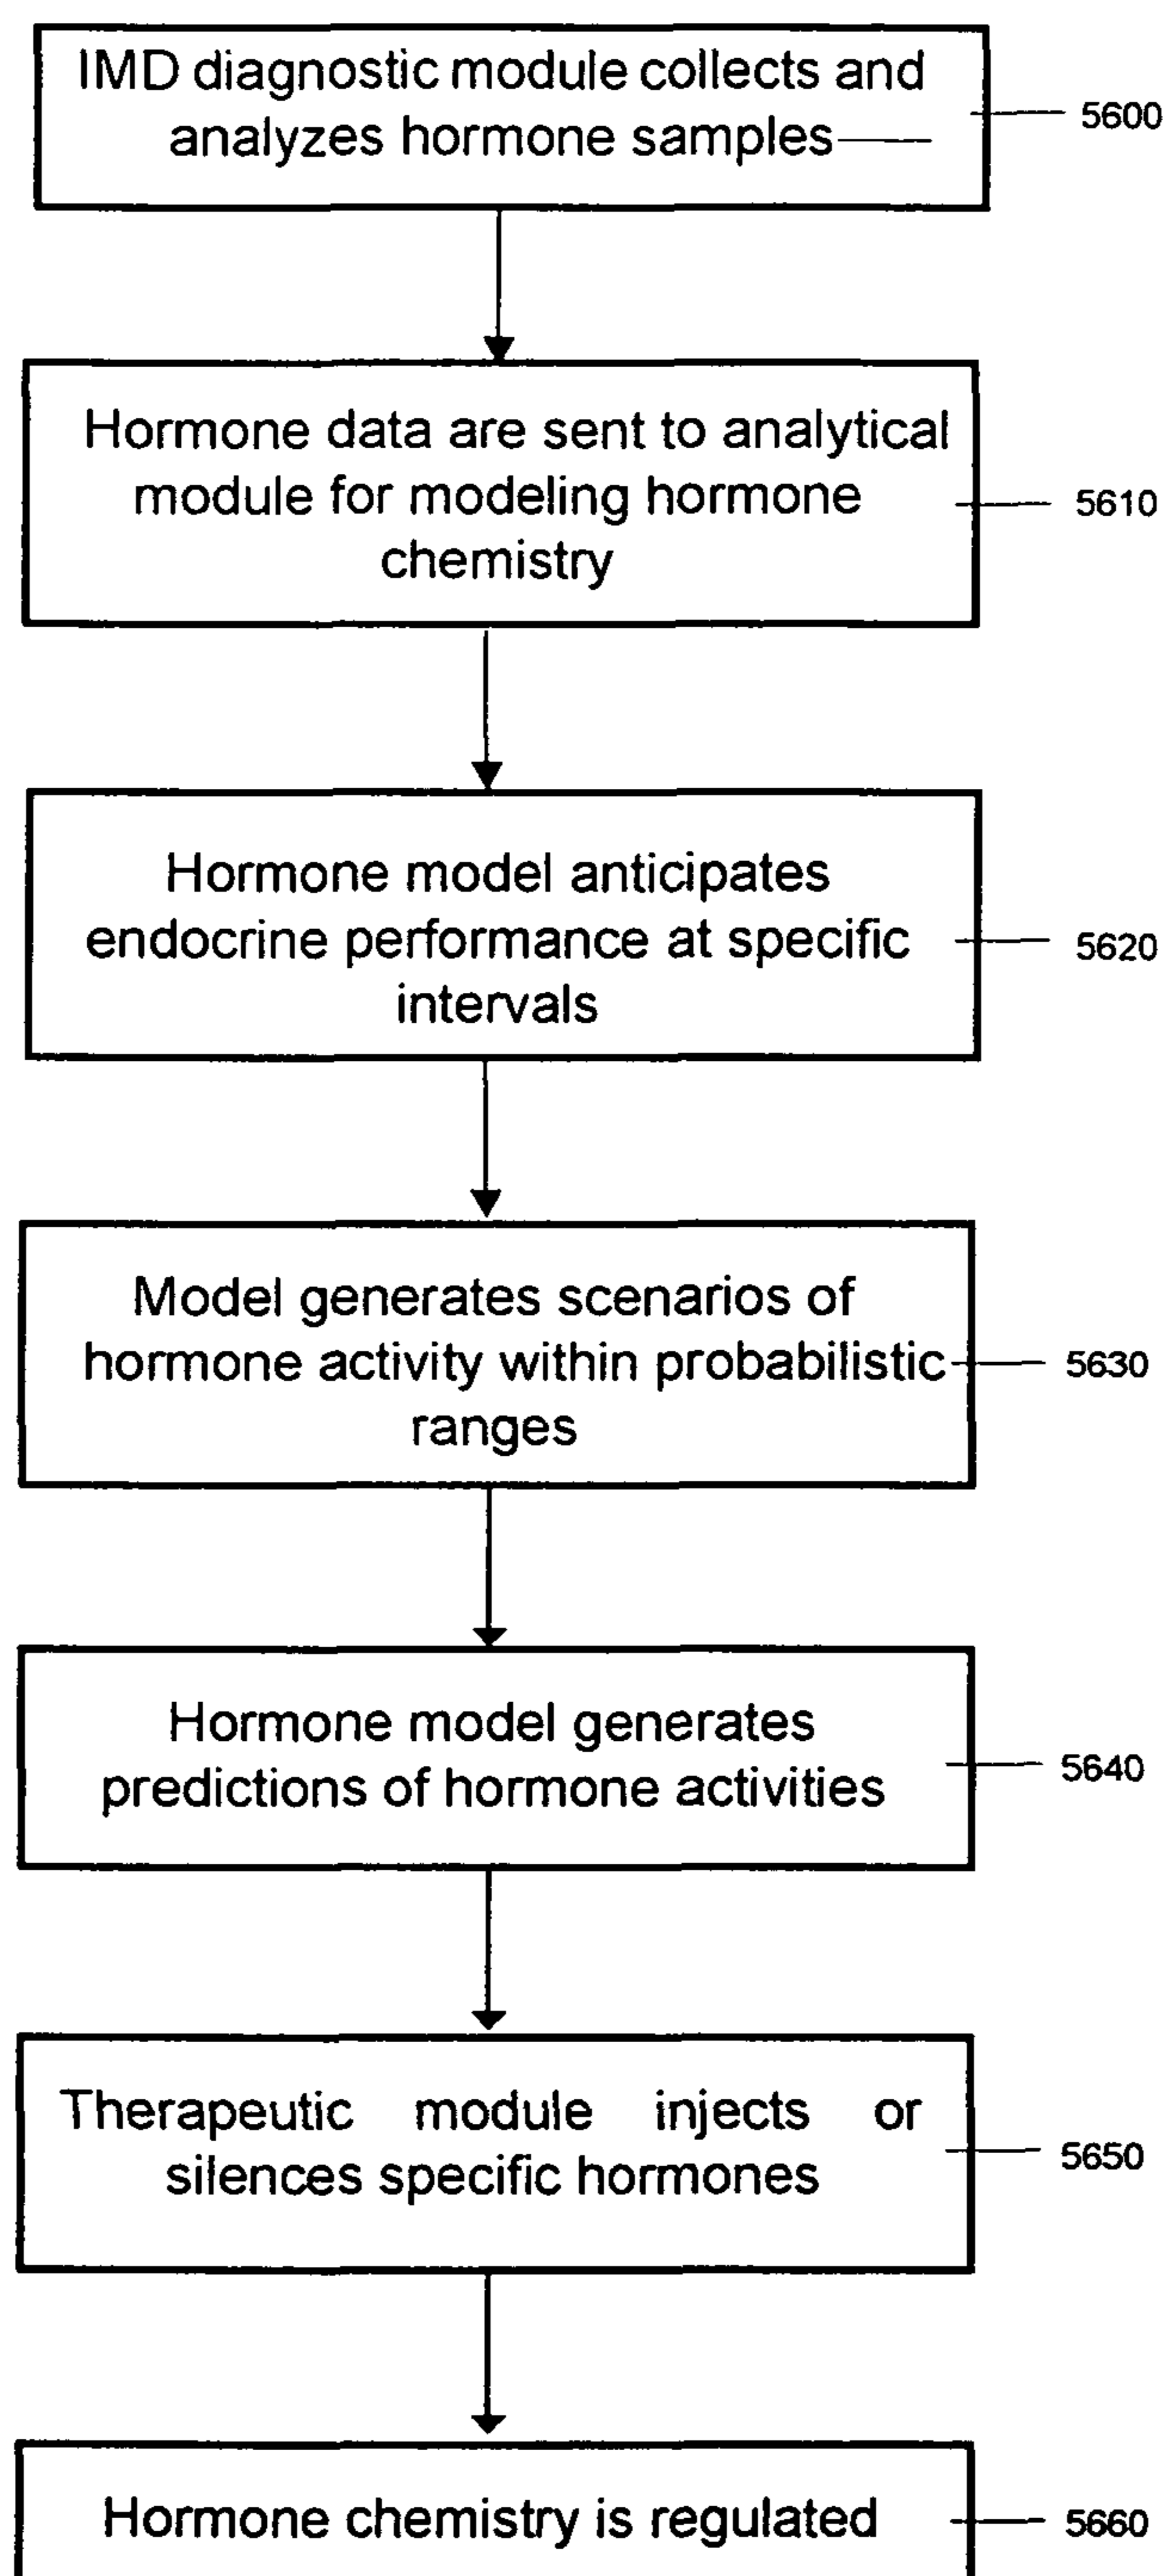 IMD diagnostic module collects and
analyzes hormone samples
5600
Hormone data are sent to analytical
module for modeling hormone
chemistry
5610
Hormone model anticipates
endocrine performance at specific
intervals
5620
Model generates scenarios of
hormone activity within probabilistic
ranges
5630
Hormone model generates
predictions of hormone activities
5640
Therapeutic module injects or
silences specific hormones
5650
Hormone chemistry is regulated
5660